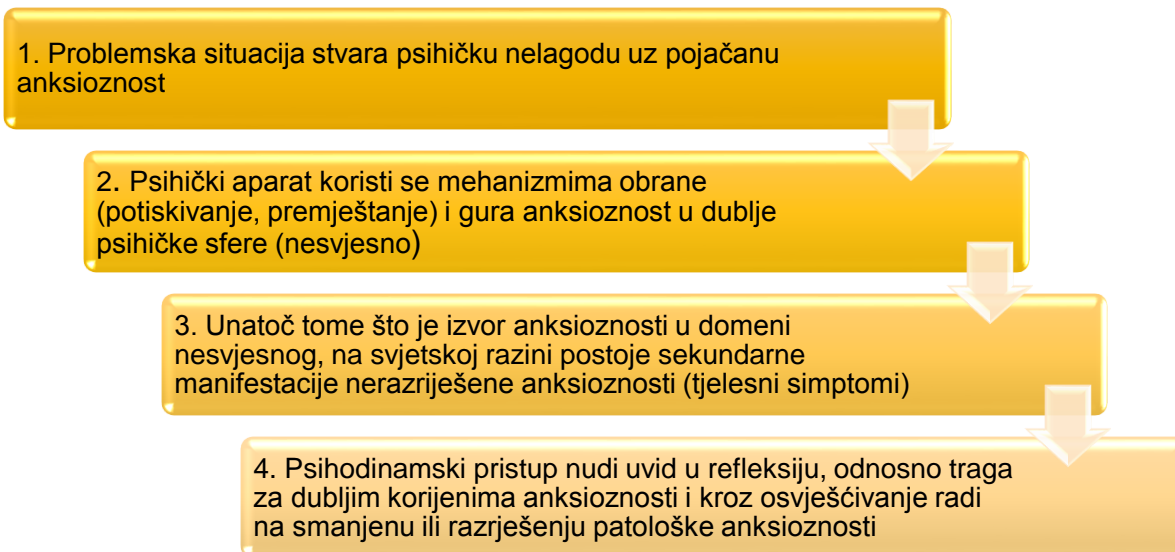 1. Problemska situacija stvara psihičku nelagodu uz pojačanu
anksioznost
2. Psihički aparat koristi se mehanizmima obrane
(potiskivanje, premještanje) i gura anksioznost u dublje
psihičke sfere (nesvjesno)
3. Unatoč tome što je izvor anksioznosti u domeni
nesvjesnog, na svjetskoj razini postoje sekundarne
manifestacije nerazriješene anksioznosti (tjelesni simptomi)
4. Psihodinamski pristup nudi uvid u refleksiju, odnosno traga
za dubljim korijenima anksioznosti i kroz osvješćivanje radi
na smanjenu ili razrješenju patološke anksioznosti